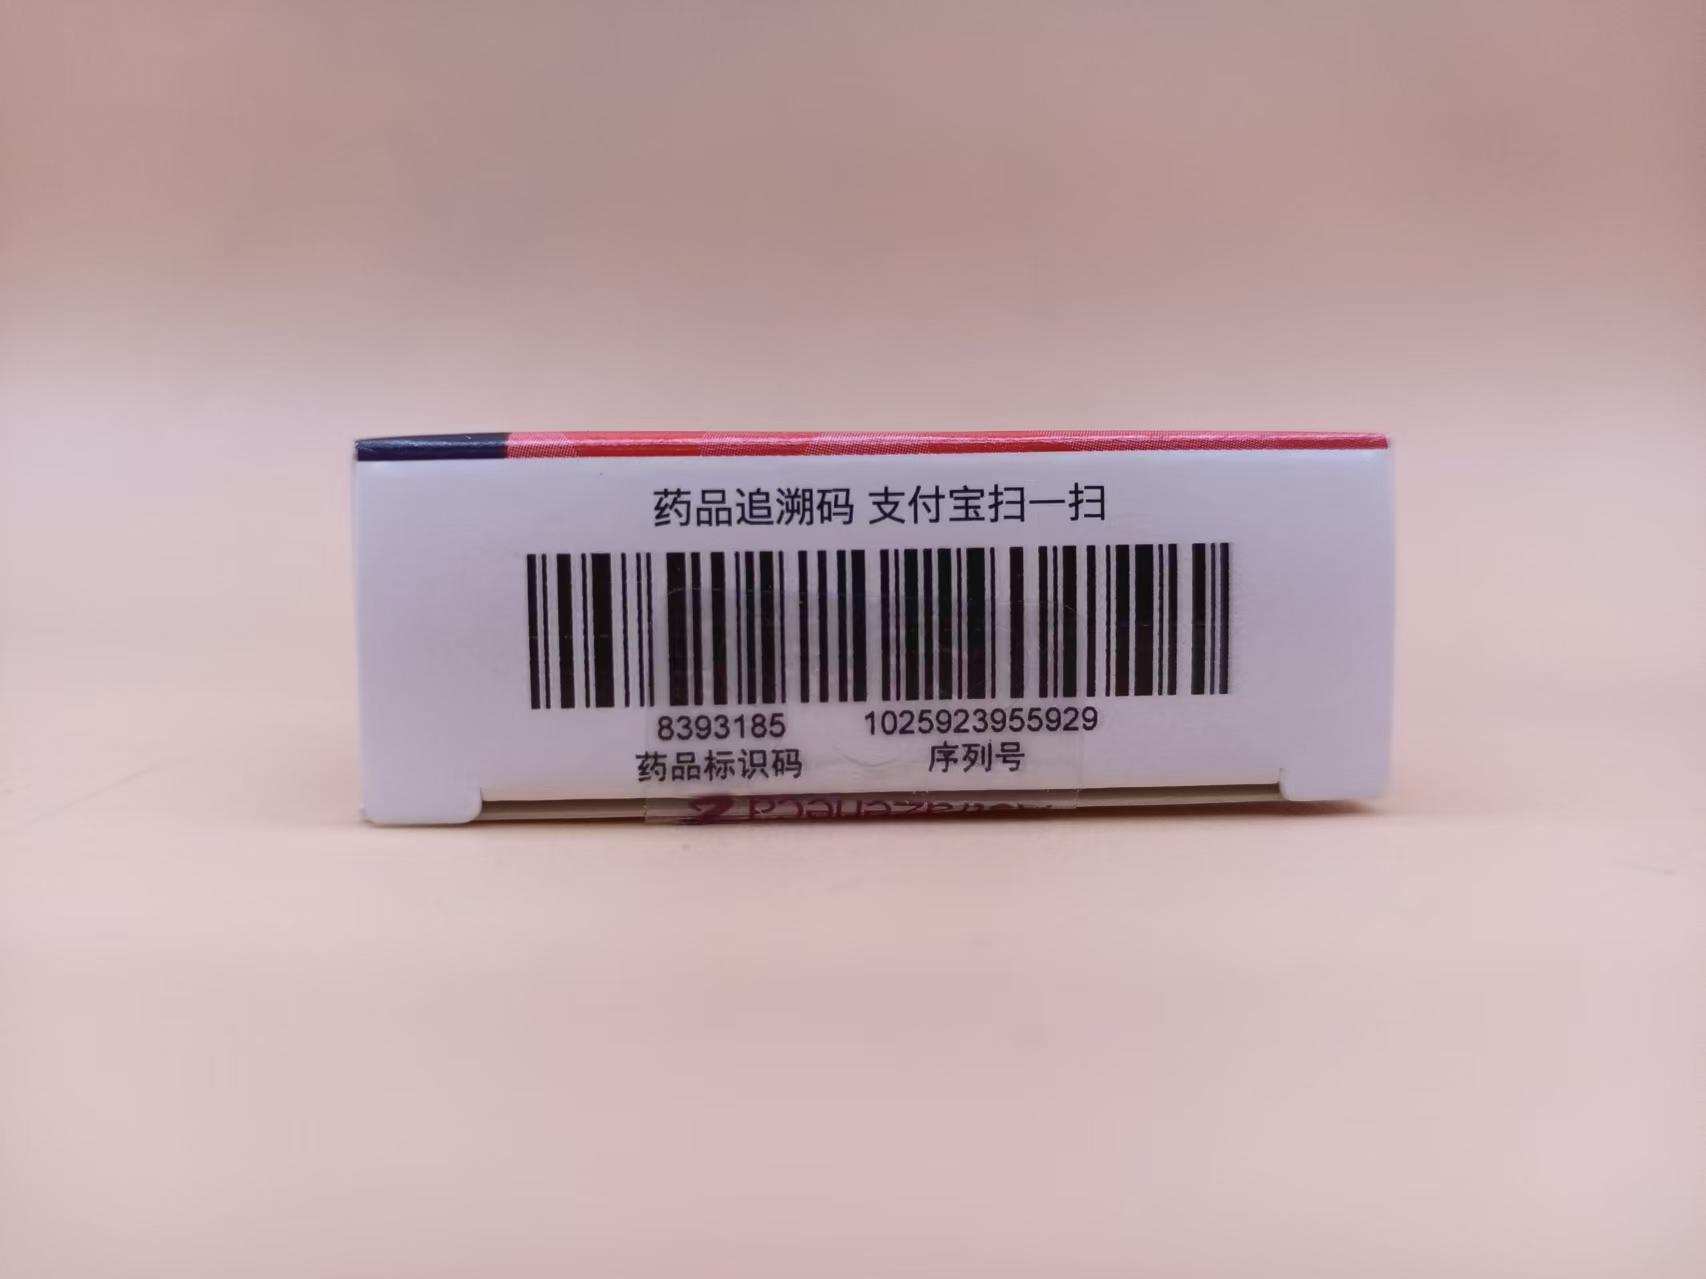 药品追溯码 支付宝扫一扫
8393185 1025923955929
药品标识码 序列号
AstraZeneca